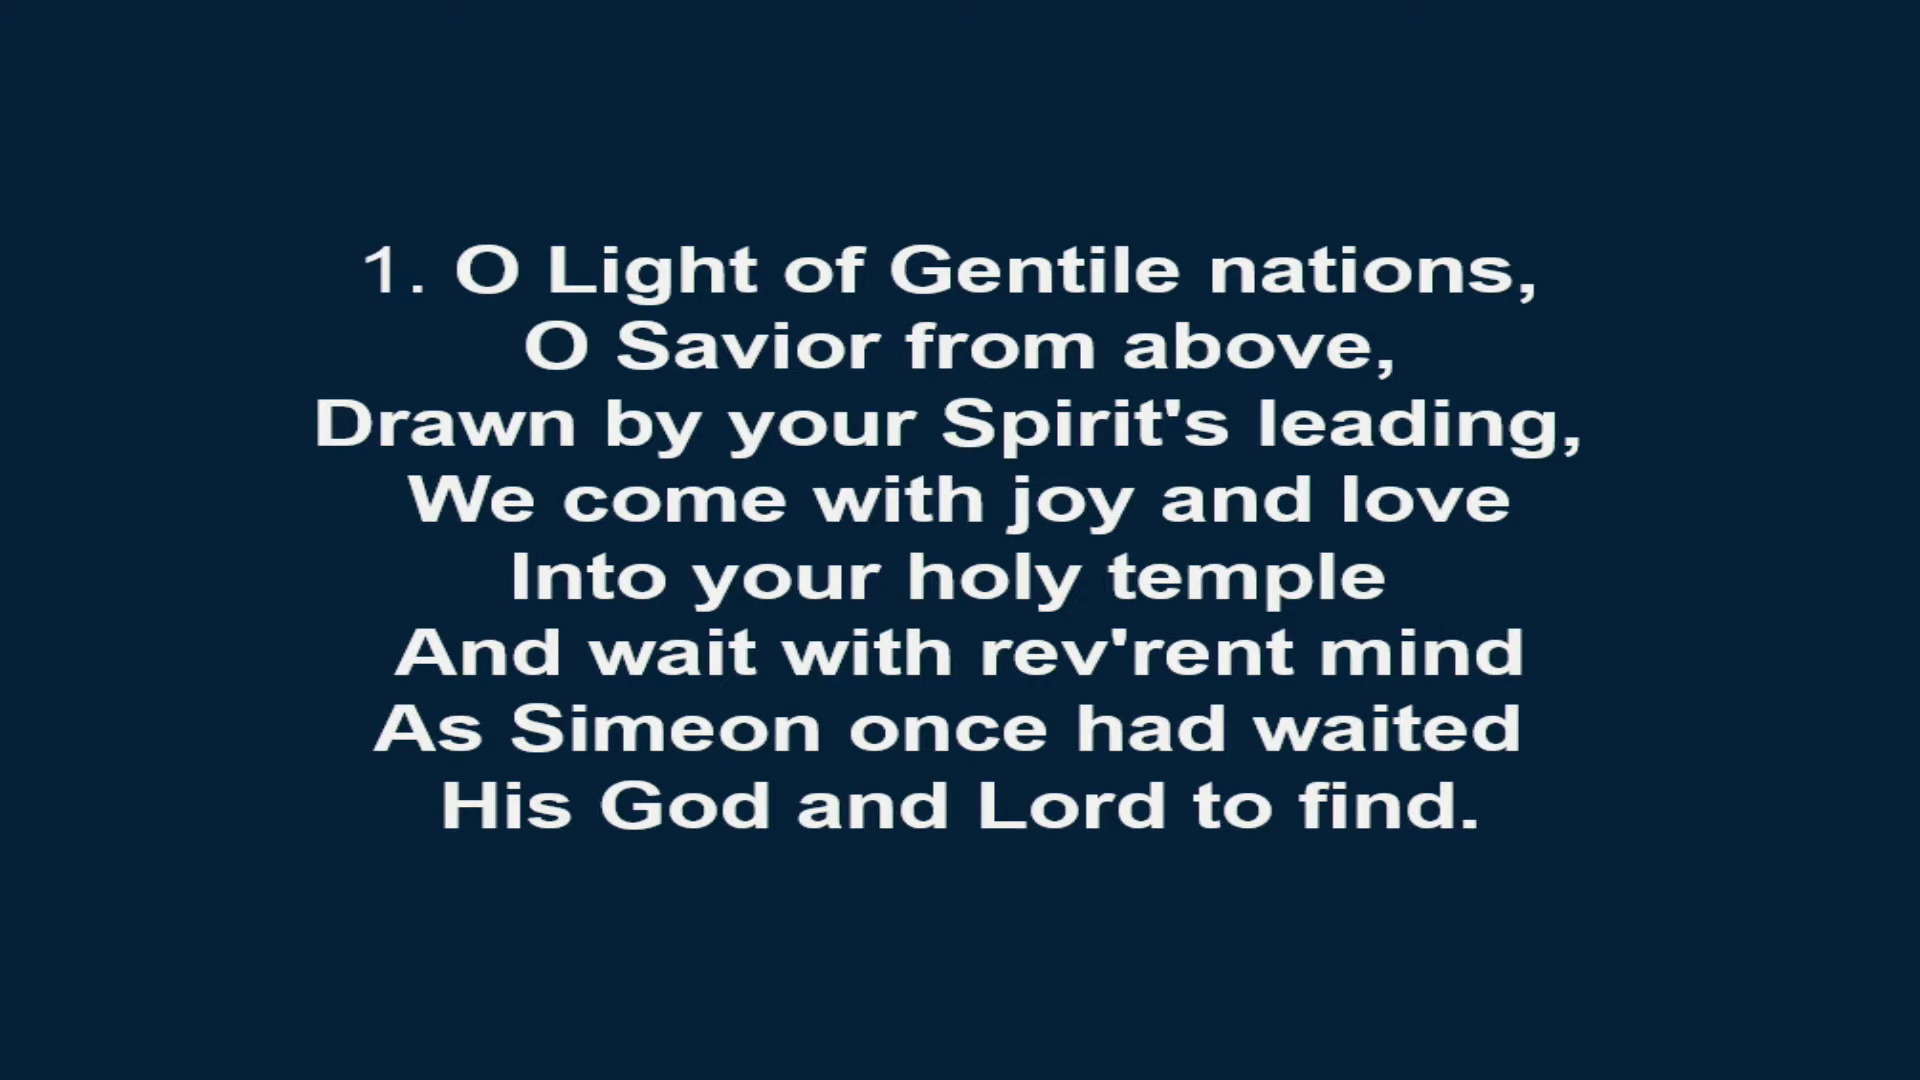 1. O Light of Gentile nations,
O Savior from above,
Drawn by your Spirit's leading,
We come with joy and love
Into your holy temple
And wait with rev'rent mind
As Simeon once had waited
His God and Lord to find.